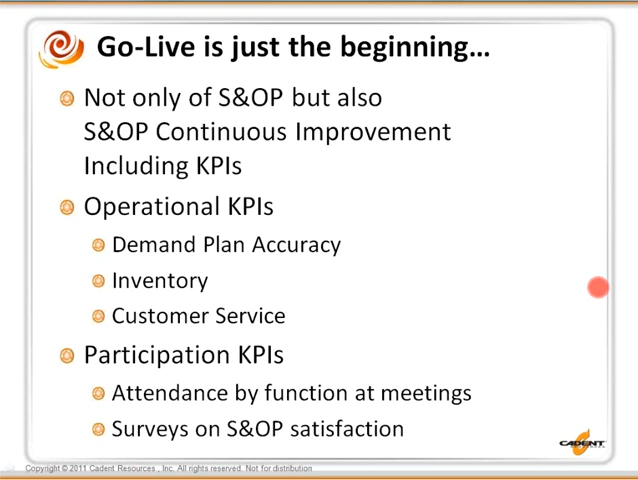 Go-Live is just the beginning...
Not only of S&OP but also
S&OP Continuous Improvement
Including KPIs
Operational KPIs
Demand Plan Accuracy
Inventory
Customer Service
Participation KPIs
Attendance by function at meetings
Surveys on S&OP satisfaction
CADENT
Copyright © 2011 Cadent Resources , Inc. All rights reserved. Not for distribution